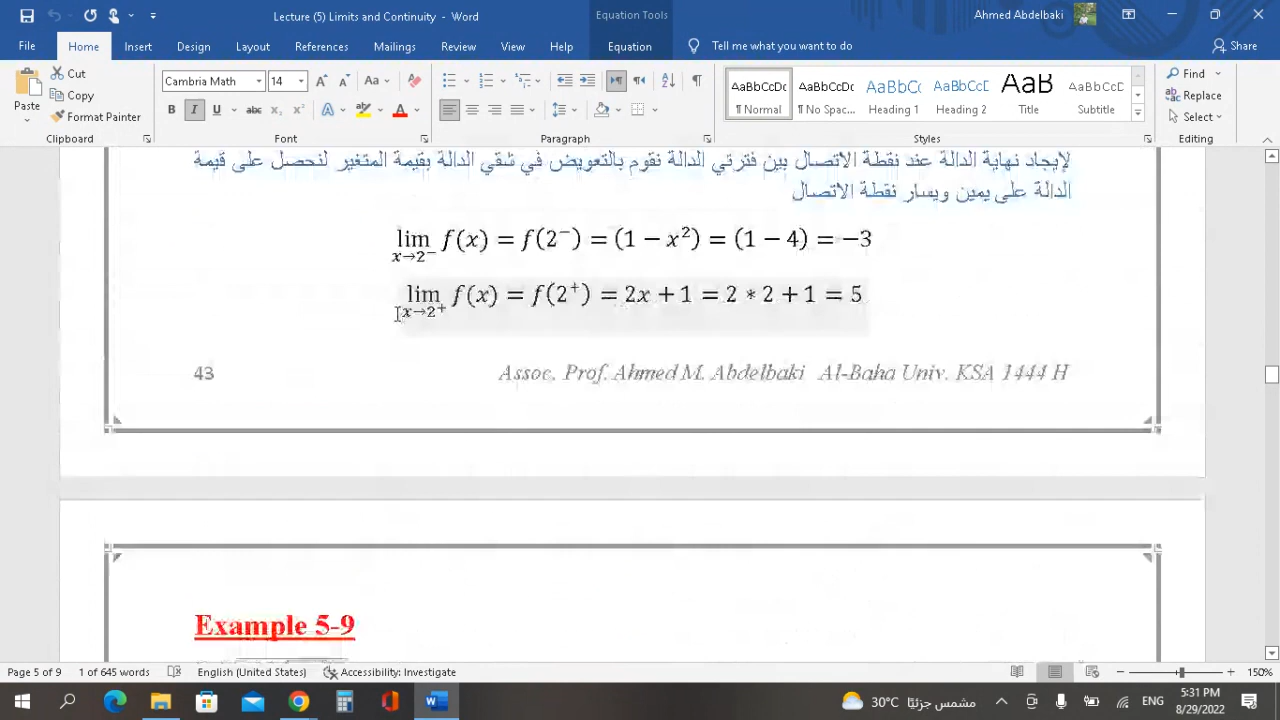 Lecture (5) Limits and Continuity - Word
Equation Tools
Ahmed Abdelbaki
File Home Insert Design Layout References Mailings Review View Help Equation Tell me what you want to do Share
Paste
Cut
Copy
Format Painter
Clipboard
Cambria Math 14
Font
Paragraph
AaBbCcDd AaBbCcDd AaBbCc AaBbCcD AaB AaBbCcD
¶ Normal ¶ No Spac... Heading 1 Heading 2 Title Subtitle
Styles
Find
Replace
Select
Editing
لإيجاد نهاية الدالة عند نقطة الاتصال بين فترتي الدالة نقوم بالتعويض في شقي الدالة بقيمة المتغير لنحصل على قيمة
الدالة على يمين ويسار نقطة الاتصال
lim x→2⁻ f(x) = f(2⁻) = (1 − x²) = (1 − 4) = −3
lim x→2⁺ f(x) = f(2⁺) = 2x + 1 = 2 * 2 + 1 = 5
43 Assoc. Prof. Ahmed M. Abdelbaki Al-Baha Univ. KSA 1444 H
Example 5-9
Page 5 of 9 1 of 645 words English (United States) Accessibility: Investigate 150%
30°C مشمس جزئيًا ENG 5:31 PM
8/29/2022